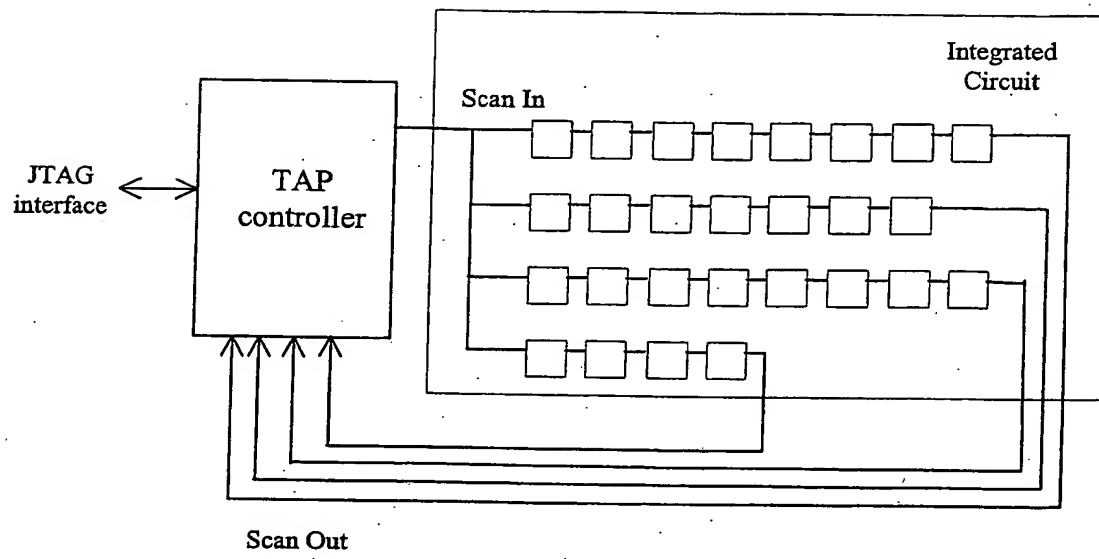 Integrated
Circuit
Scan In
JTAG
interface
TAP
controller
Scan Out